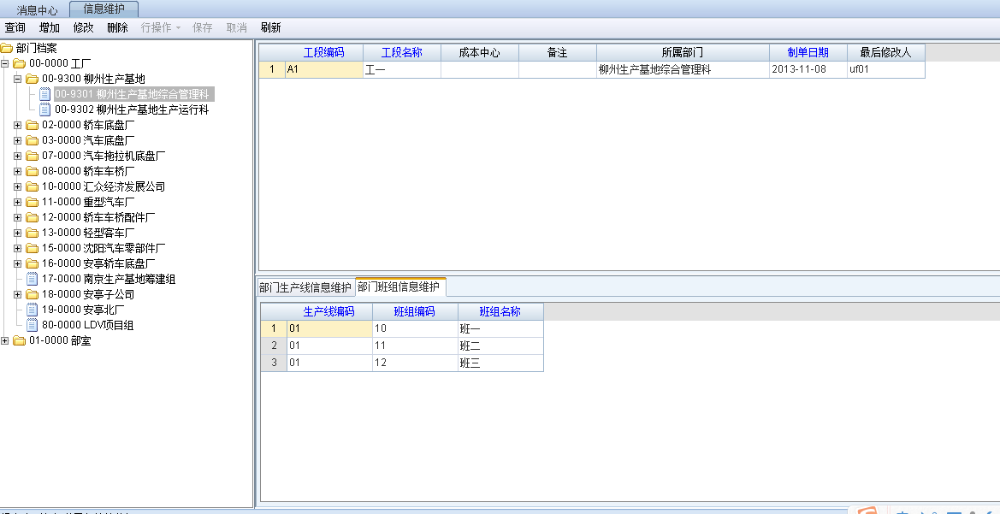 消息中心 信息维护
查询 增加 修改 删除 行操作 保存 取消 刷新
部门档案
00-0000 工厂
00-9300 柳州生产基地
00-9301 柳州生产基地综合管理科
00-9302 柳州生产基地生产运行科
02-0000 轿车底盘厂
03-0000 汽车底盘厂
07-0000 汽车拖拉机底盘厂
08-0000 轿车车桥厂
10-0000 汇众经济发展公司
11-0000 重型汽车厂
12-0000 轿车车桥配件厂
13-0000 轻型客车厂
15-0000 沈阳汽车零部件厂
16-0000 安亭轿车底盘厂
17-0000 南京生产基地筹建组
18-0000 安亭子公司
19-0000 安亭北厂
80-0000 LDV项目组
01-0000 部室
工段编码 工段名称 成本中心 备注 所属部门 制单日期 最后修改人
1 A1 工一 柳州生产基地综合管理科 2013-11-08 uf01
部门生产线信息维护 部门班组信息维护
生产线编码 班组编码 班组名称
1 01 10 班一
2 01 11 班二
3 01 12 班三